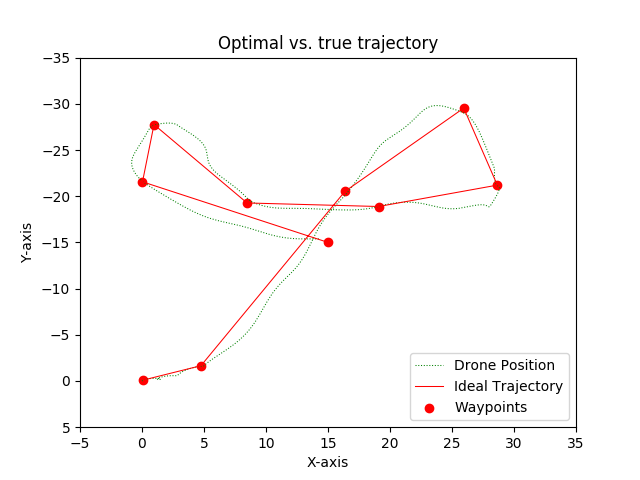 Optimal vs. true trajectory
Y-axis
−35
−30
−25
−20
−15
−10
−5
0
5
−5 0 5 10 15 20 25 30 35
X-axis
Drone Position
Ideal Trajectory
Waypoints